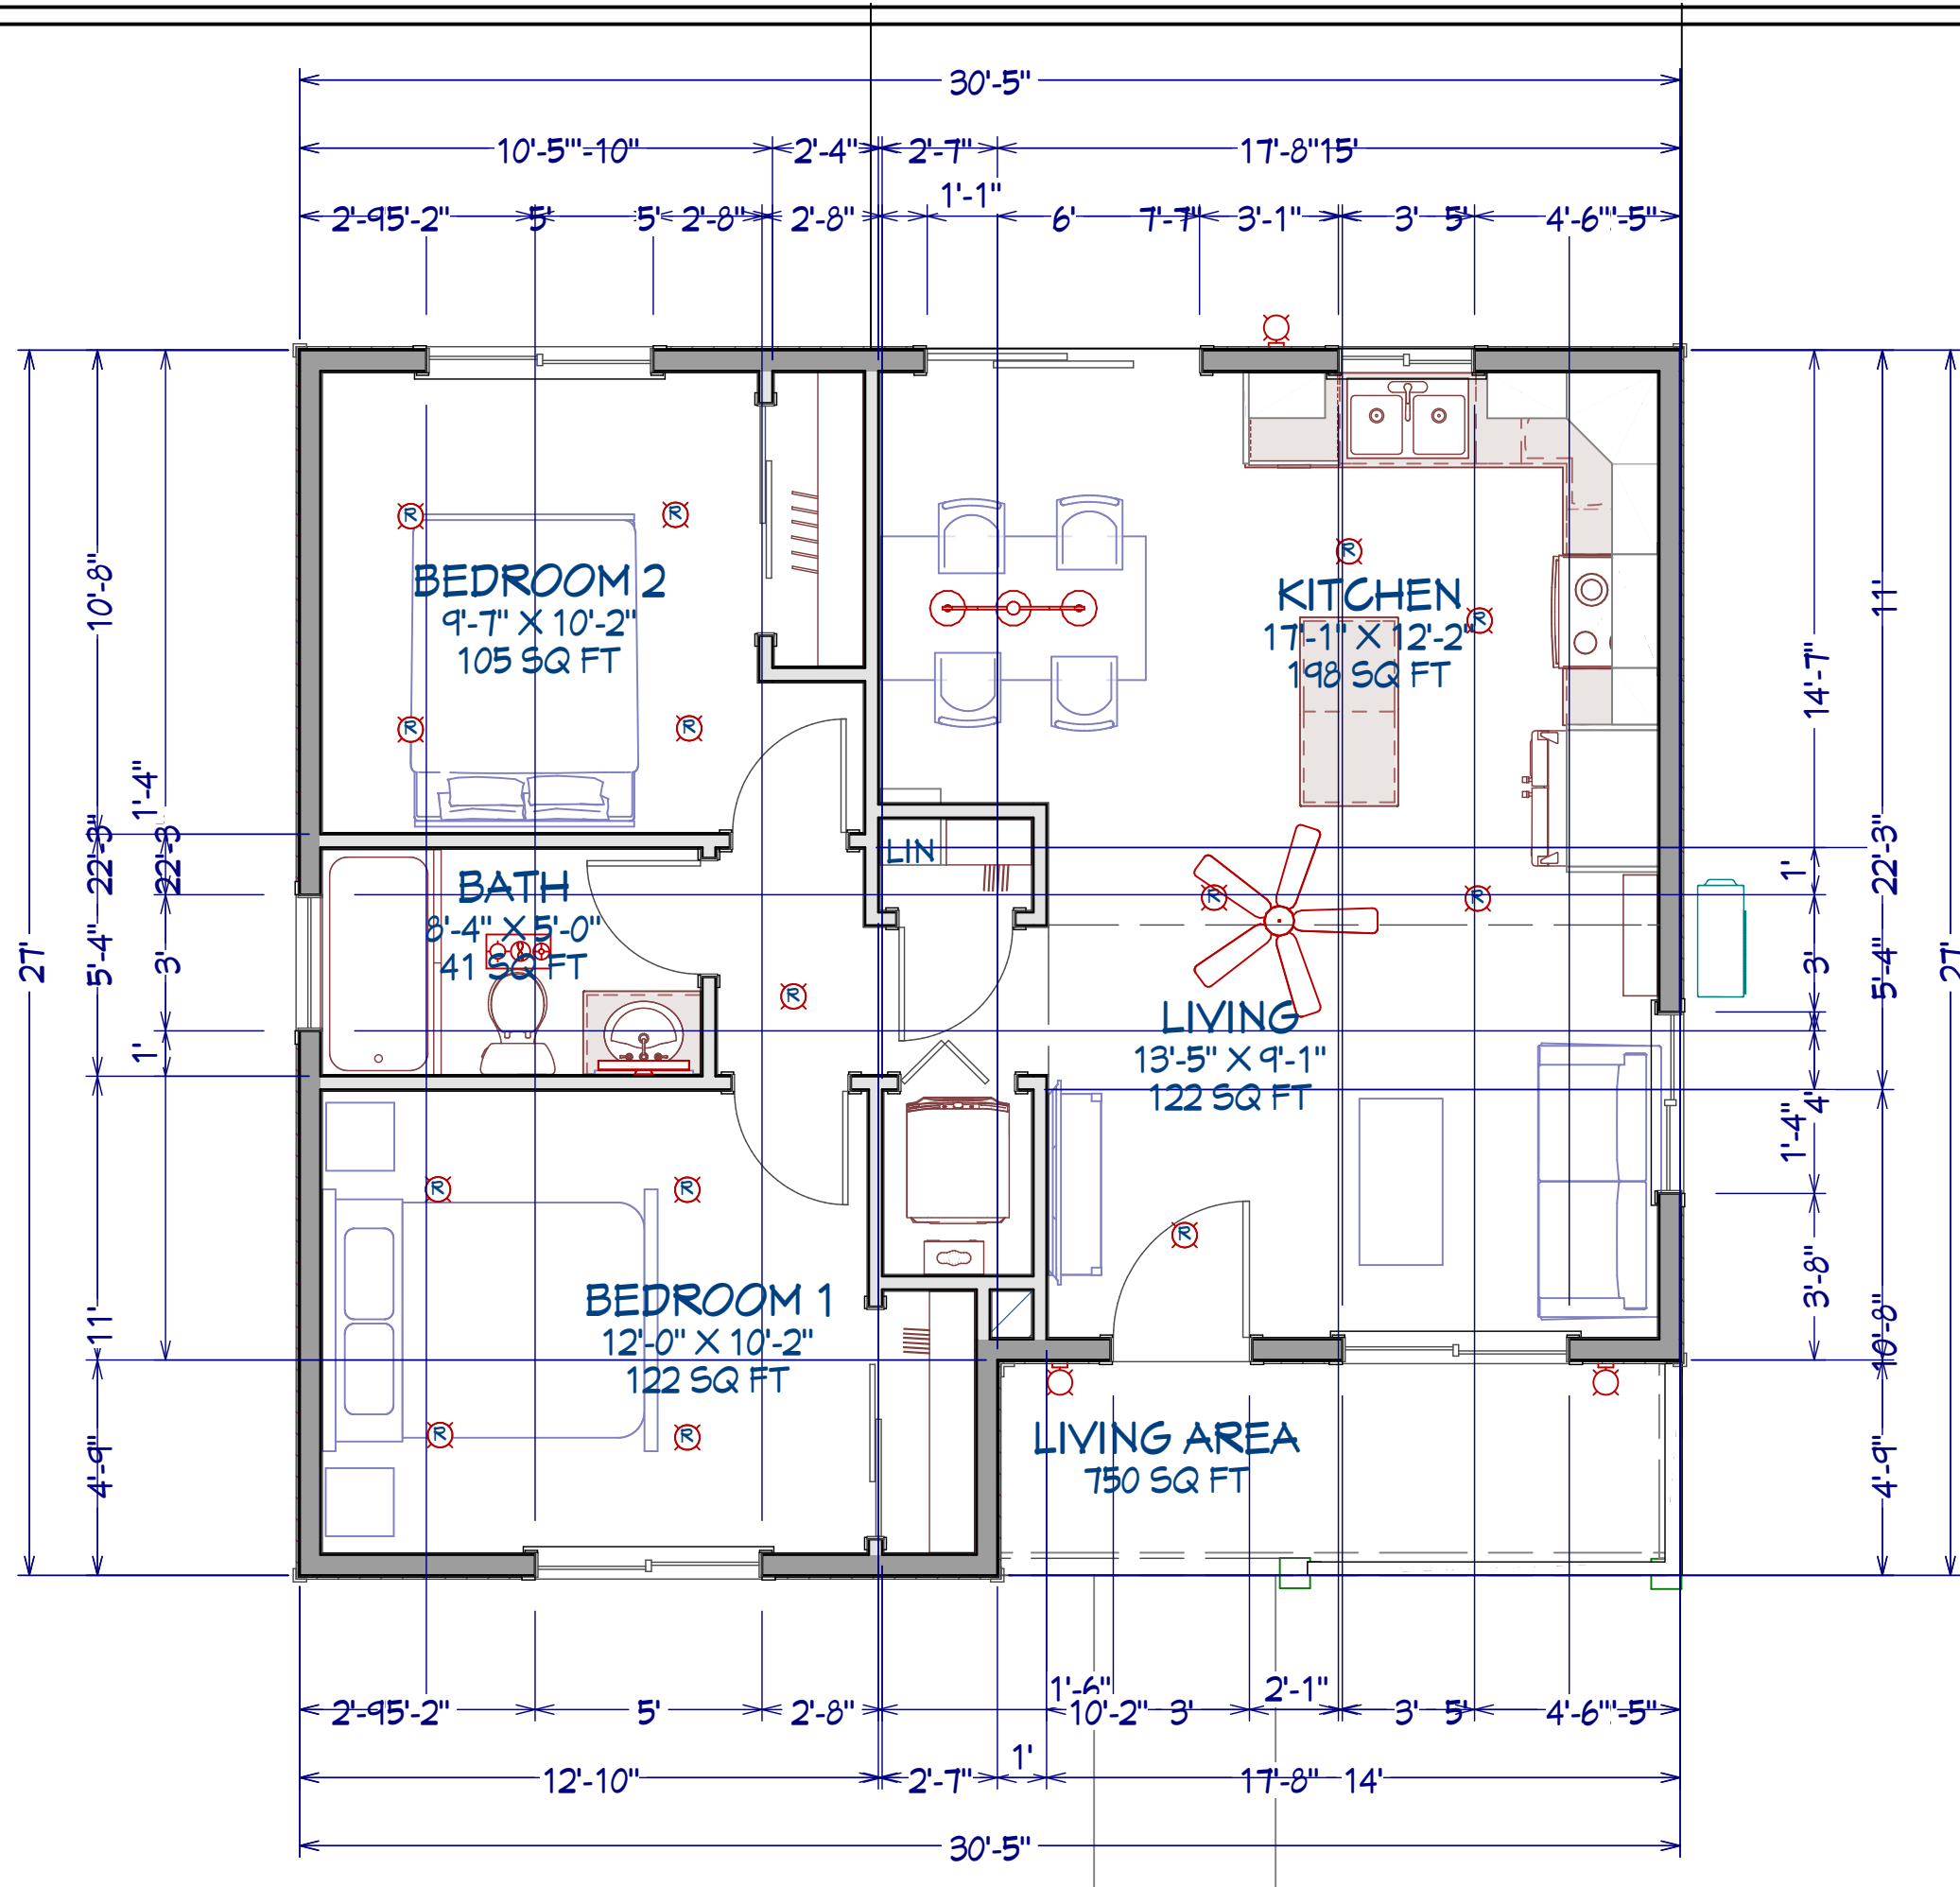 30'-5"
10'-5"'-10"
2'-4"
2'-7"
17'-8"15'
1'-1"
2'-95'-2"
5'
5'
2'-8"
2'-8"
6'
7'-7"
3'-1"
3'
5'
4'-6"'-5"
BEDROOM 2
9'-7" X 10'-2"
105 SQ FT
KITCHEN
17'-1" X 12'-2"
198 SQ FT
R
R
R
R
R
R
LIN
BATH
8'-4" X 5'-0"
41 SQ FT
R
R
R
LIVING
13'-5" X 9'-1"
122 SQ FT
R
R
R
BEDROOM 1
12'-0" X 10'-2"
122 SQ FT
R
R
LIVING AREA
750 SQ FT
27'
10'-8"
22'-3"
5'-4"
11'
4'-9"
1'-4"
22'-3
3'
1'
14'-7"
1'
3'
4'
1'-4"
3'-8"
11'
22'-3"
5'-4"
10'-8"
4'-9"
27'
1'-6"
2'-1"
2'-95'-2"
5'
2'-8"
10'-2"
3'
3'
5'
4'-6"'-5"
1'
12'-10"
2'-7"
17'-8"
14'
30'-5"